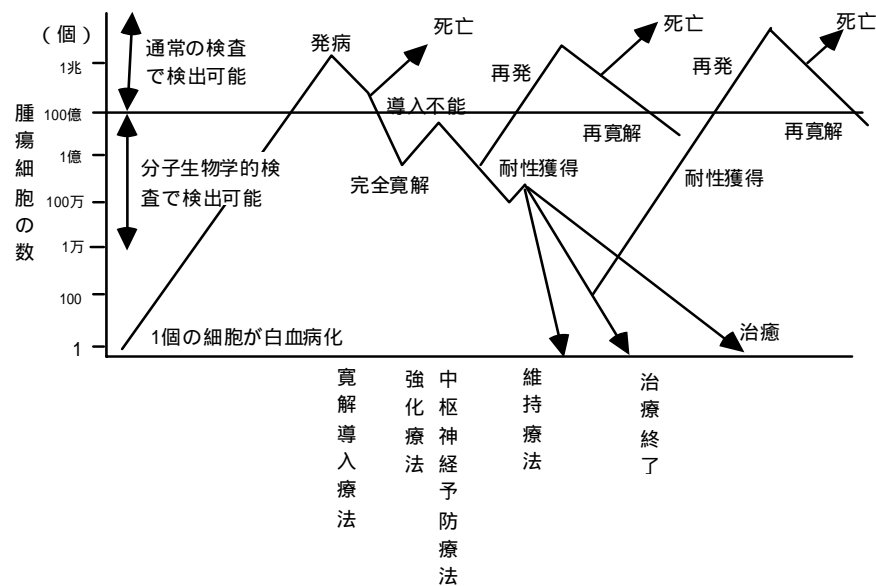 (個)
1兆
100億
1億
100万
1万
100
1
腫瘍細胞の数
通常の検査
で検出可能
分子生物学的検
査で検出可能
1個の細胞が白血病化
発病
死亡
導入不能
完全寛解
再発
死亡
再寛解
耐性獲得
再発
死亡
再寛解
耐性獲得
治癒
寛解導入療法
強化療法
中枢神経予防療法
維持療法
治療終了